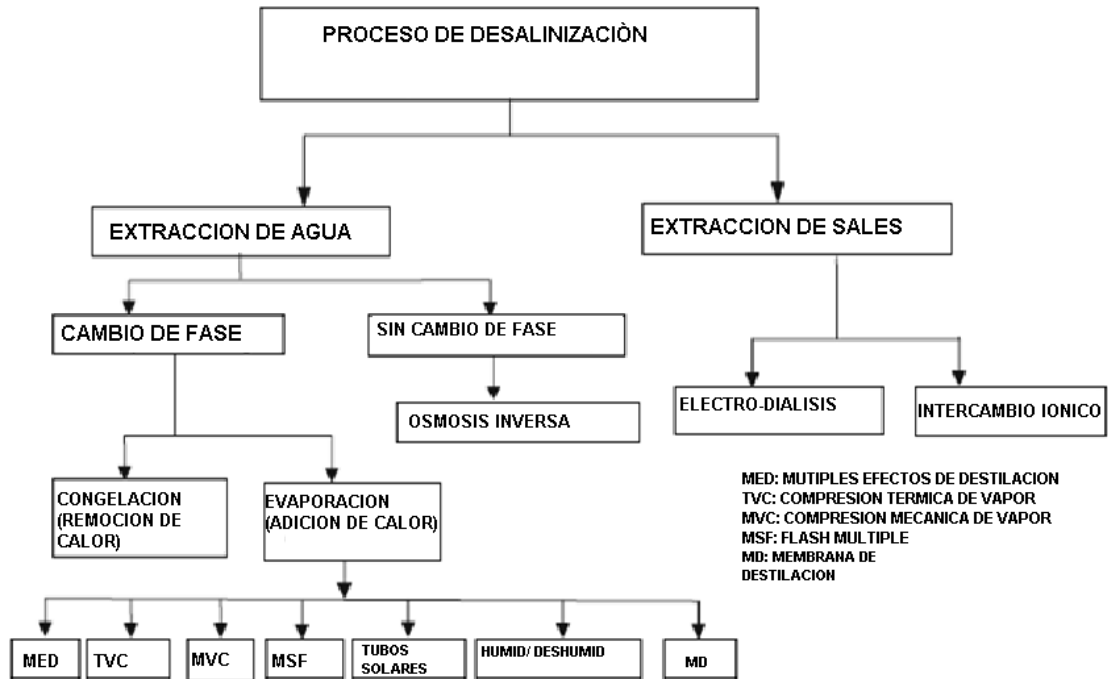 PROCESO DE DESALINIZACIÒN
EXTRACCION DE AGUA
EXTRACCION DE SALES
CAMBIO DE FASE
SIN CAMBIO DE FASE
OSMOSIS INVERSA
ELECTRO-DIALISIS
INTERCAMBIO IONICO
CONGELACION
(REMOCION DE
CALOR)
EVAPORACION
(ADICION DE CALOR)
MED: MUTIPLES EFECTOS DE DESTILACION
TVC: COMPRESION TERMICA DE VAPOR
MVC: COMPRESION MECANICA DE VAPOR
MSF: FLASH MULTIPLE
MD: MEMBRANA DE
DESTILACION
MED
TVC
MVC
MSF
TUBOS
SOLARES
HUMID/ DESHUMID
MD